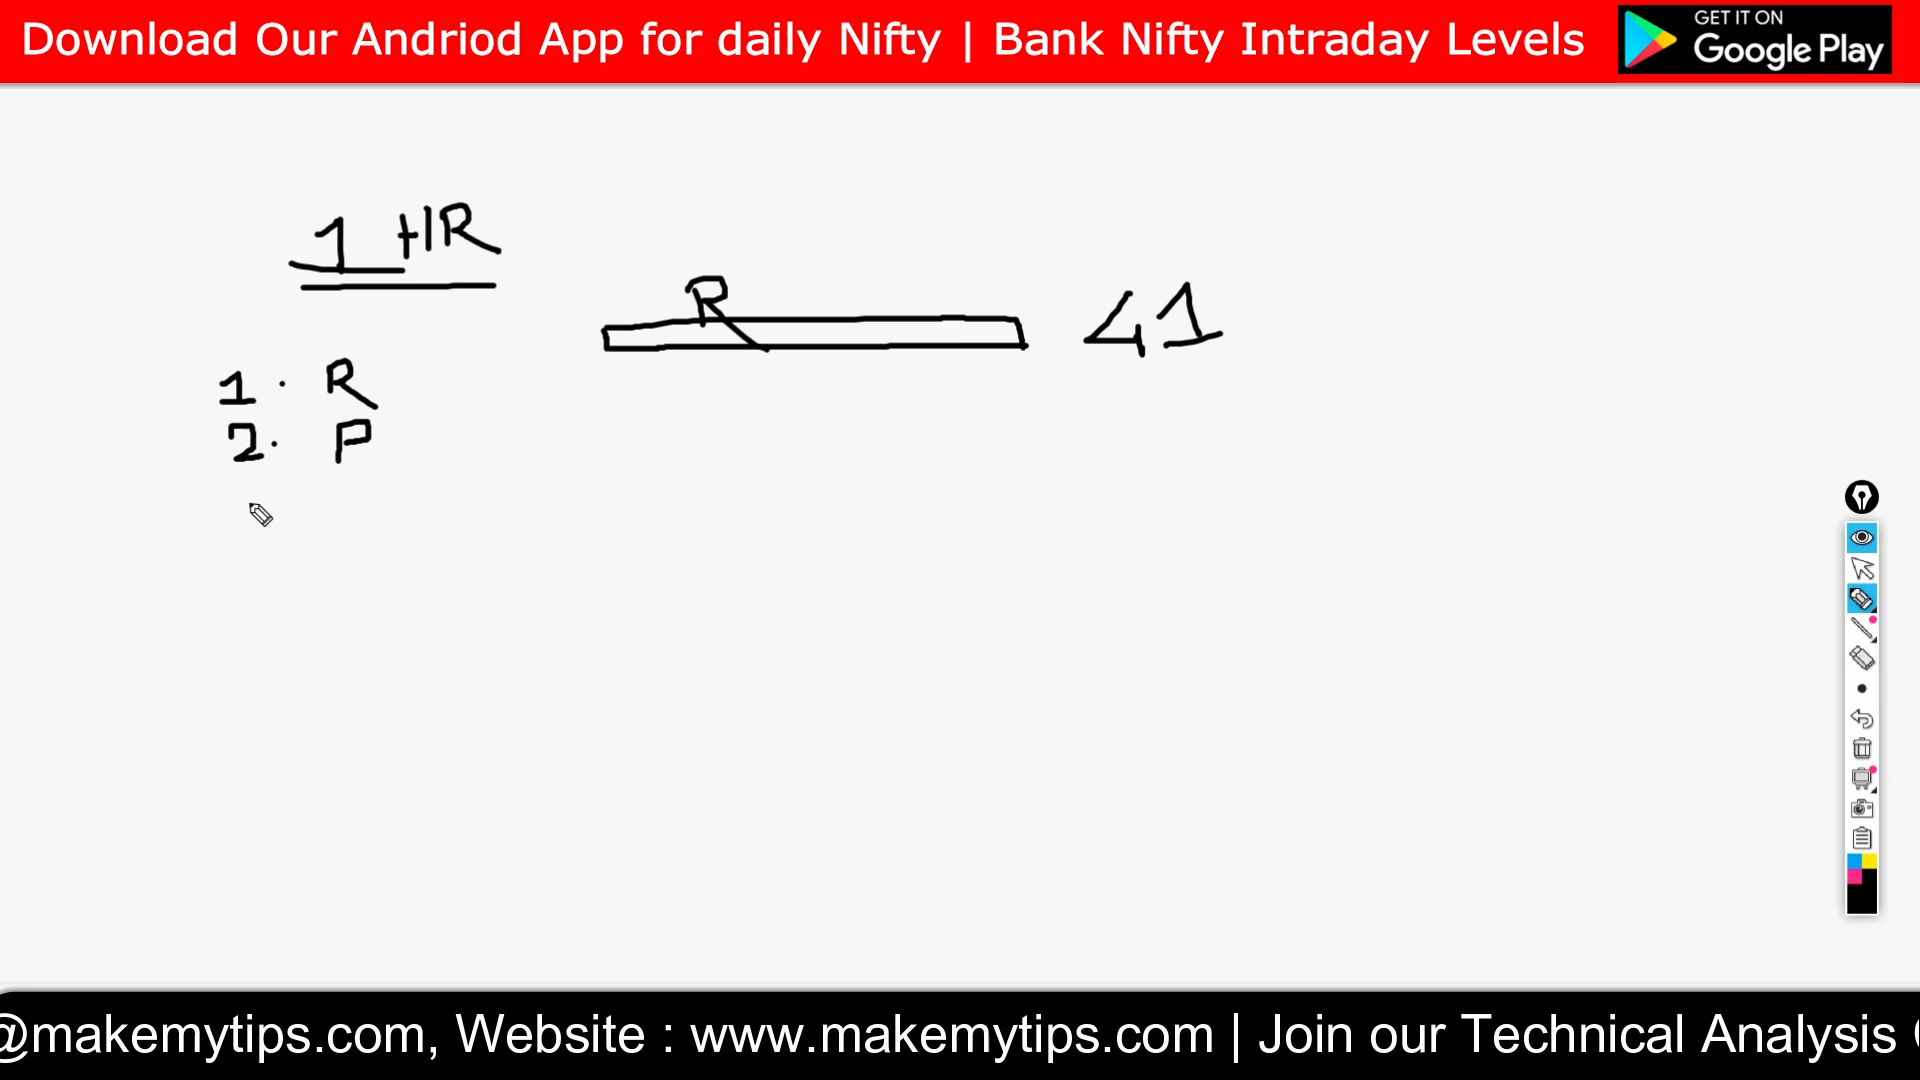 Download Our Andriod App for daily Nifty | Bank Nifty Intraday Levels
GET IT ON
Google Play
1 HR
R
41
1. R
2. P
@makemytips.com, Website : www.makemytips.com | Join our Technical Analysis